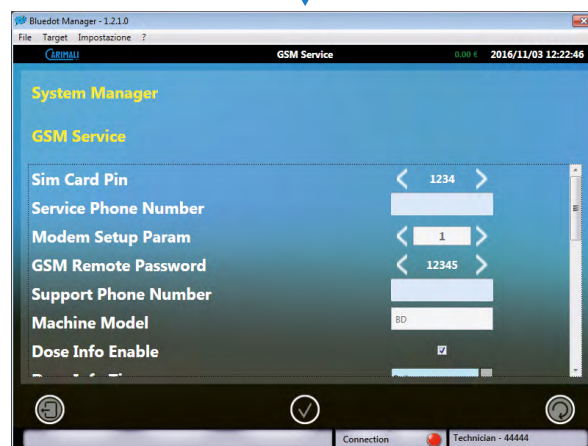 Bluedot Manager - 1.2.1.0
File Target Impostazione ?
CARIMALI GSM Service 0.00 € 2016/11/03 12:22:46
System Manager
GSM Service
Sim Card Pin 1234
Service Phone Number
Modem Setup Param 1
GSM Remote Password 12345
Support Phone Number
Machine Model BD
Dose Info Enable
Connection Technician - 44444